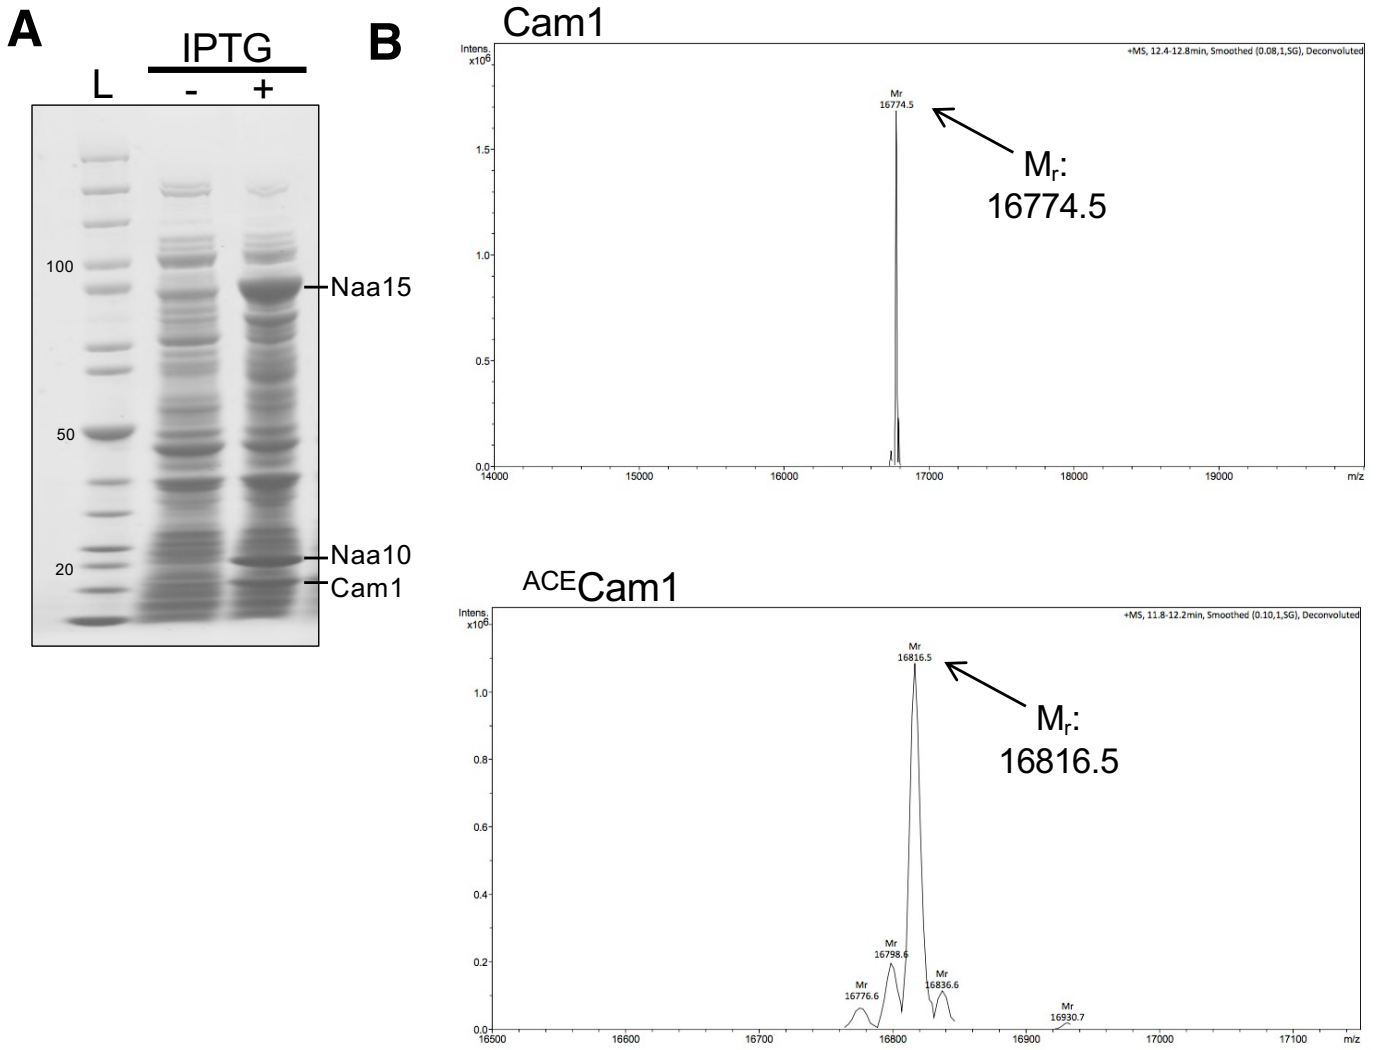 A
IPTG
L - +
100
50
20
Naa15
Naa10
Cam1
B
Cam1
Intens.
x10⁶
+MS, 12.4-12.8min, Smoothed (0.08,1,SG), Deconvoluted
Mr
16774.5
Mᵣ:
16774.5
1.5
1.0
0.5
0.0
14000 15000 16000 17000 18000 19000 m/z
ᴬᶜᴱCam1
Intens.
x10⁶
+MS, 11.8-12.2min, Smoothed (0.10,1,SG), Deconvoluted
Mr
16816.5
Mᵣ:
16816.5
1.0
0.8
0.6
0.4
0.2
0.0
Mr
16776.6
Mr
16798.6
Mr
16836.6
Mr
16930.7
16500 16600 16700 16800 16900 17000 17100 m/z